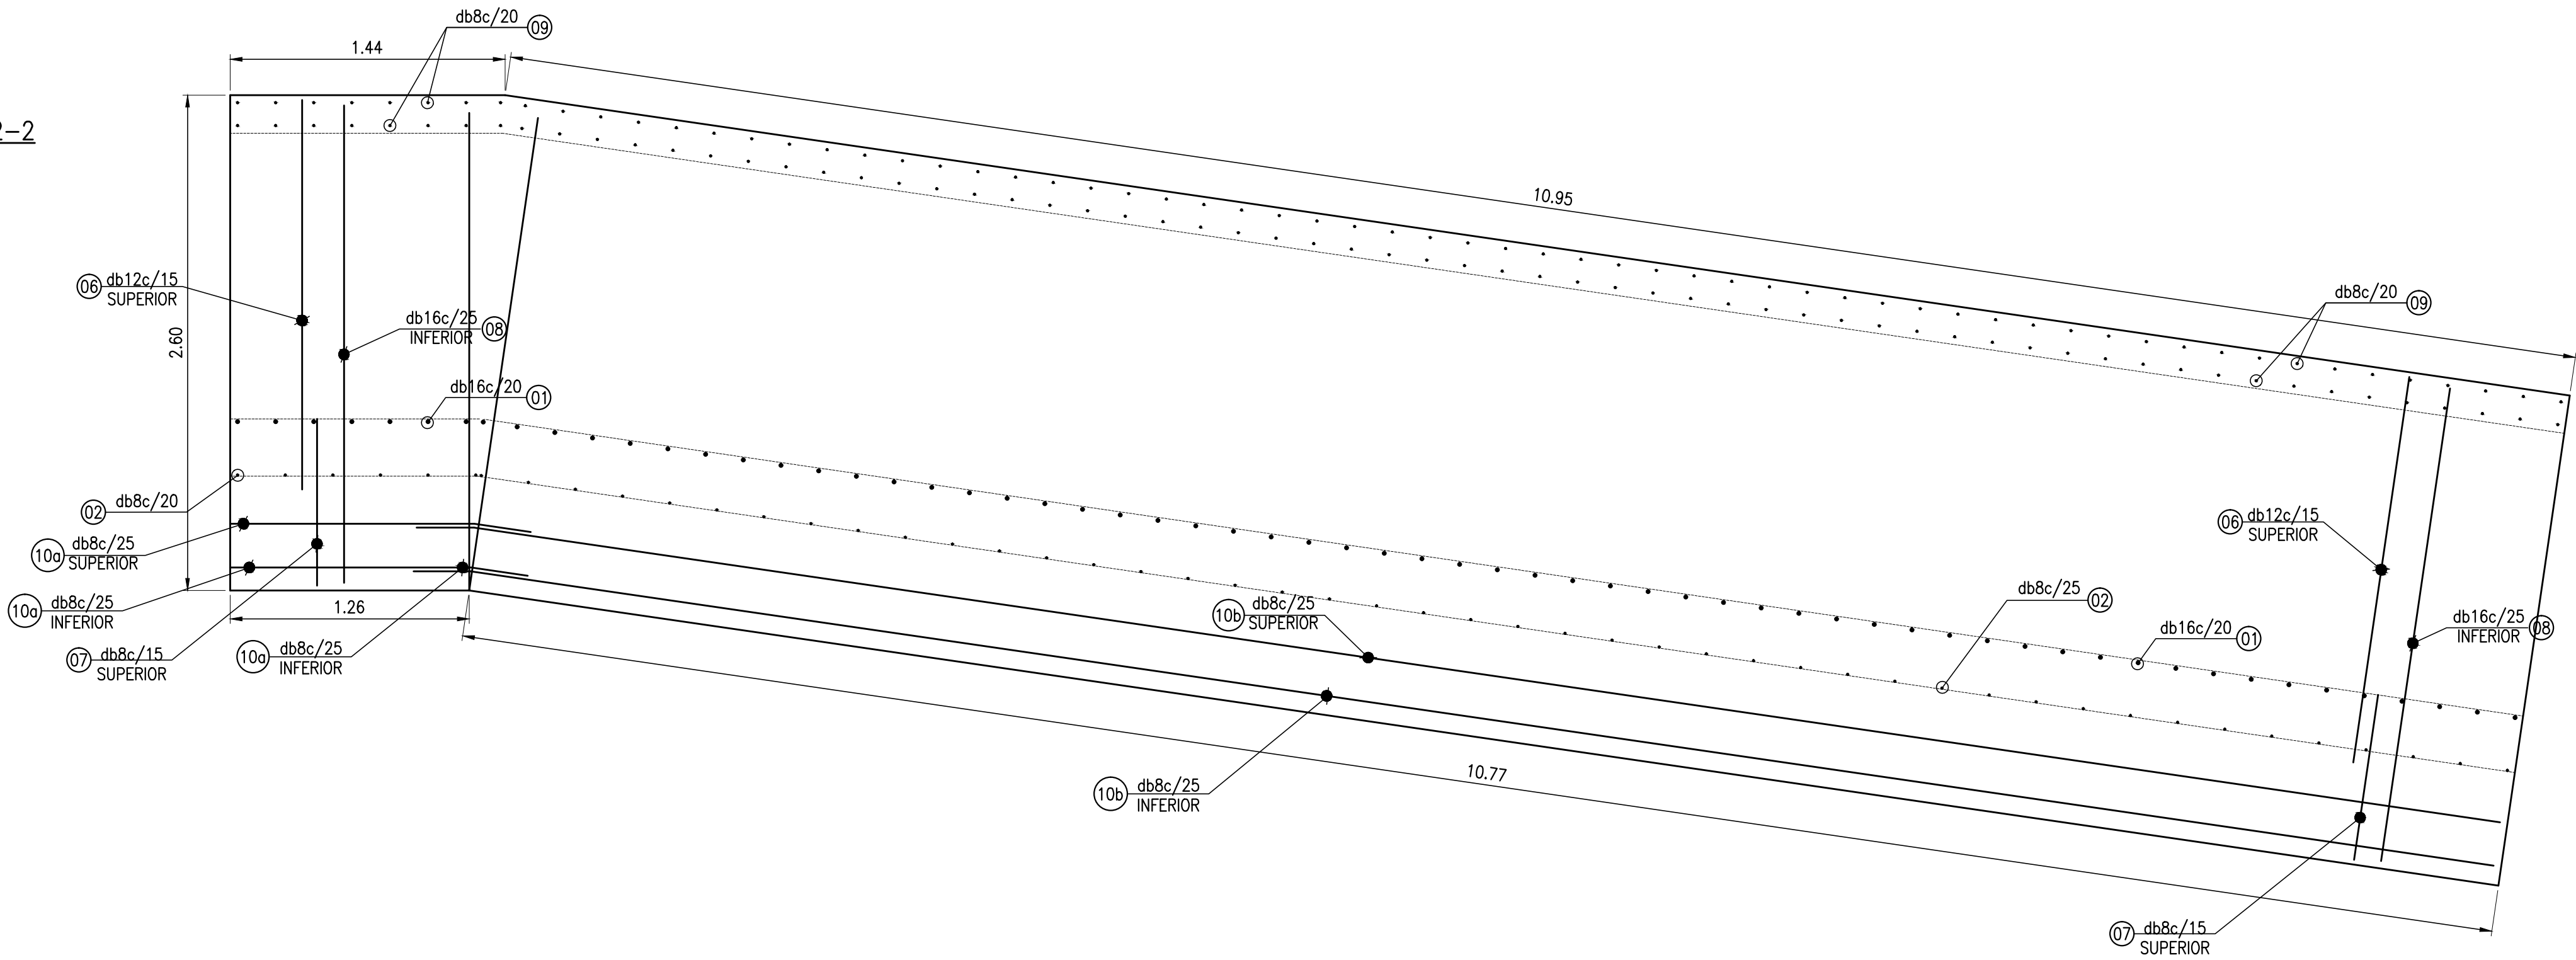 db8c/20 09
1.44
2-2
10.95
06 db12c/15
SUPERIOR
2.60
db16c/25 08
INFERIOR
db8c/20 09
db16c/20 01
02 db8c/20
10a db8c/25
SUPERIOR
10a db8c/25
INFERIOR
1.26
07 db8c/15
SUPERIOR
10a db8c/25
INFERIOR
10b db8c/25
SUPERIOR
06 db12c/15
SUPERIOR
db8c/25 02
db16c/20 01
db16c/25 08
INFERIOR
10b db8c/25
INFERIOR
10.77
07 db8c/15
SUPERIOR